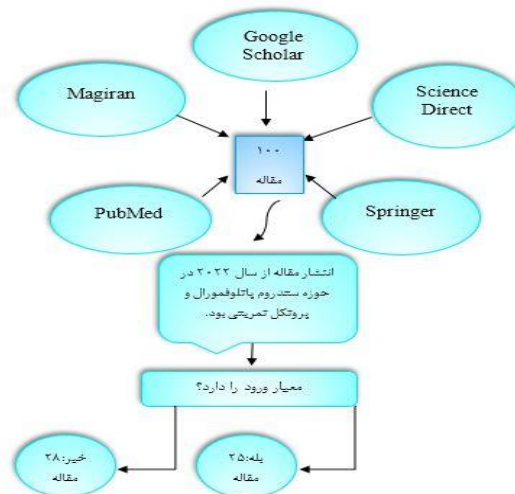 Google
Scholar
Magiran
Science
Direct
۱۰۰
مقاله
PubMed
Springer
انتشار مقاله از سال ۲۰۲۲ در
حوزه سندروم پاتلوفمورال و
پروتکل تمرینی بود.
معیار ورود را دارد؟
خیر:۲۸
مقاله
بله:۲۵
مقاله